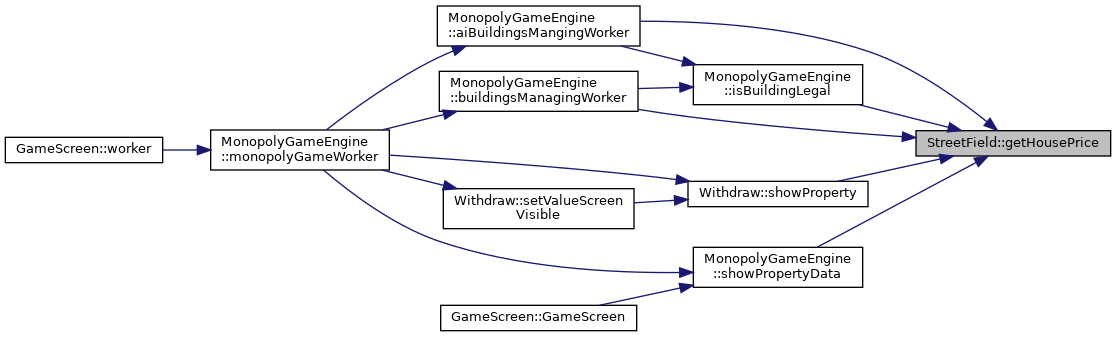 MonopolyGameEngine
::aiBuildingsMangingWorker
MonopolyGameEngine
::isBuildingLegal
MonopolyGameEngine
::buildingsManagingWorker
GameScreen::worker
MonopolyGameEngine
::monopolyGameWorker
StreetField::getHousePrice
Withdraw::showProperty
Withdraw::setValueScreen
Visible
MonopolyGameEngine
::showPropertyData
GameScreen::GameScreen